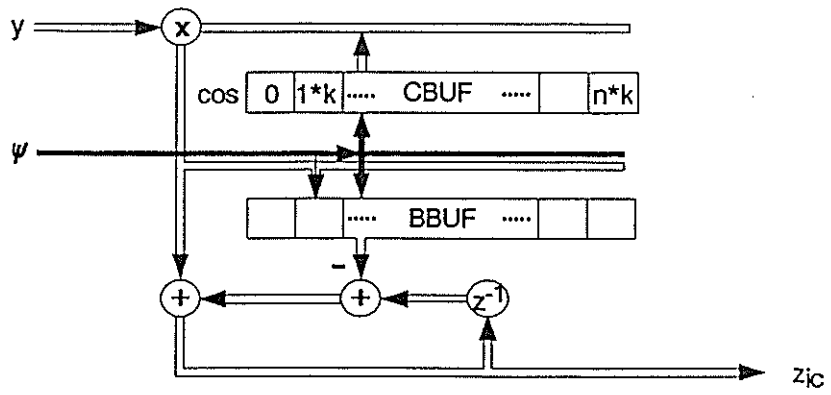 y x
cos 0 1*k ..... CBUF ..... n*k
ψ
..... BBUF .....
–
+ + z-1
zic